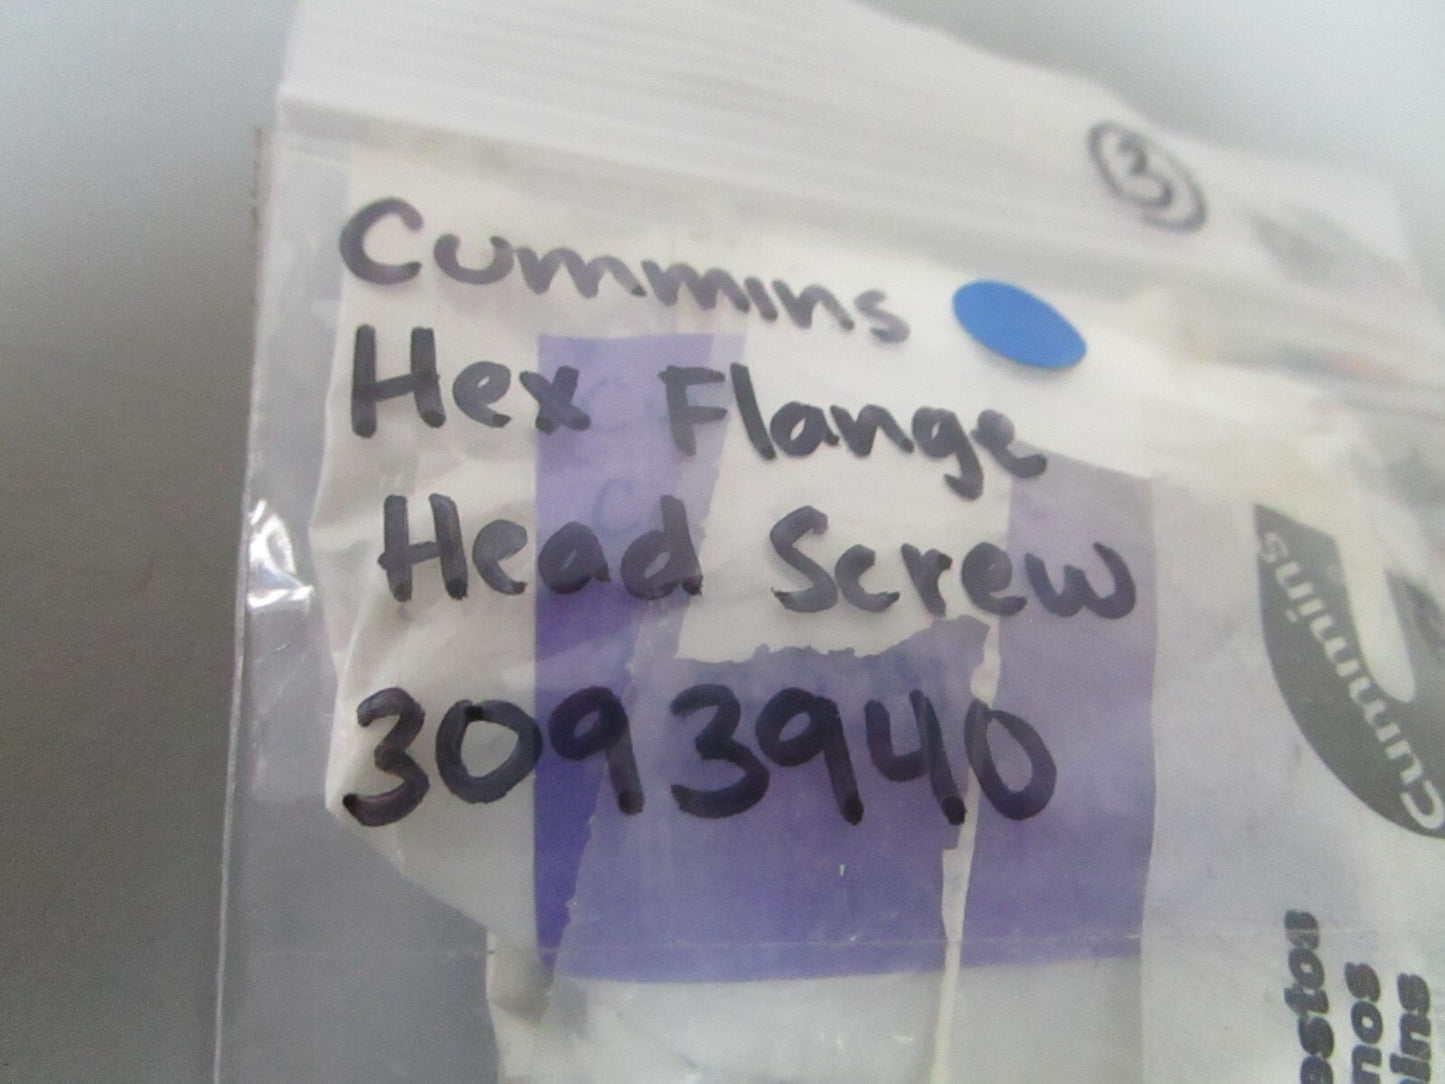 3
Cummins
Hex Flange
Head Screw
3093940
Cummins